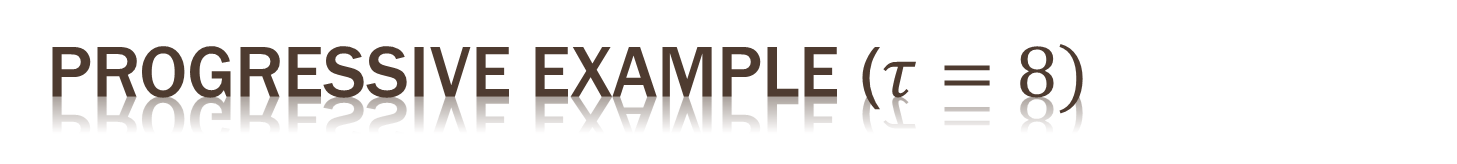 PROGRESSIVE EXAMPLE (τ = 8)